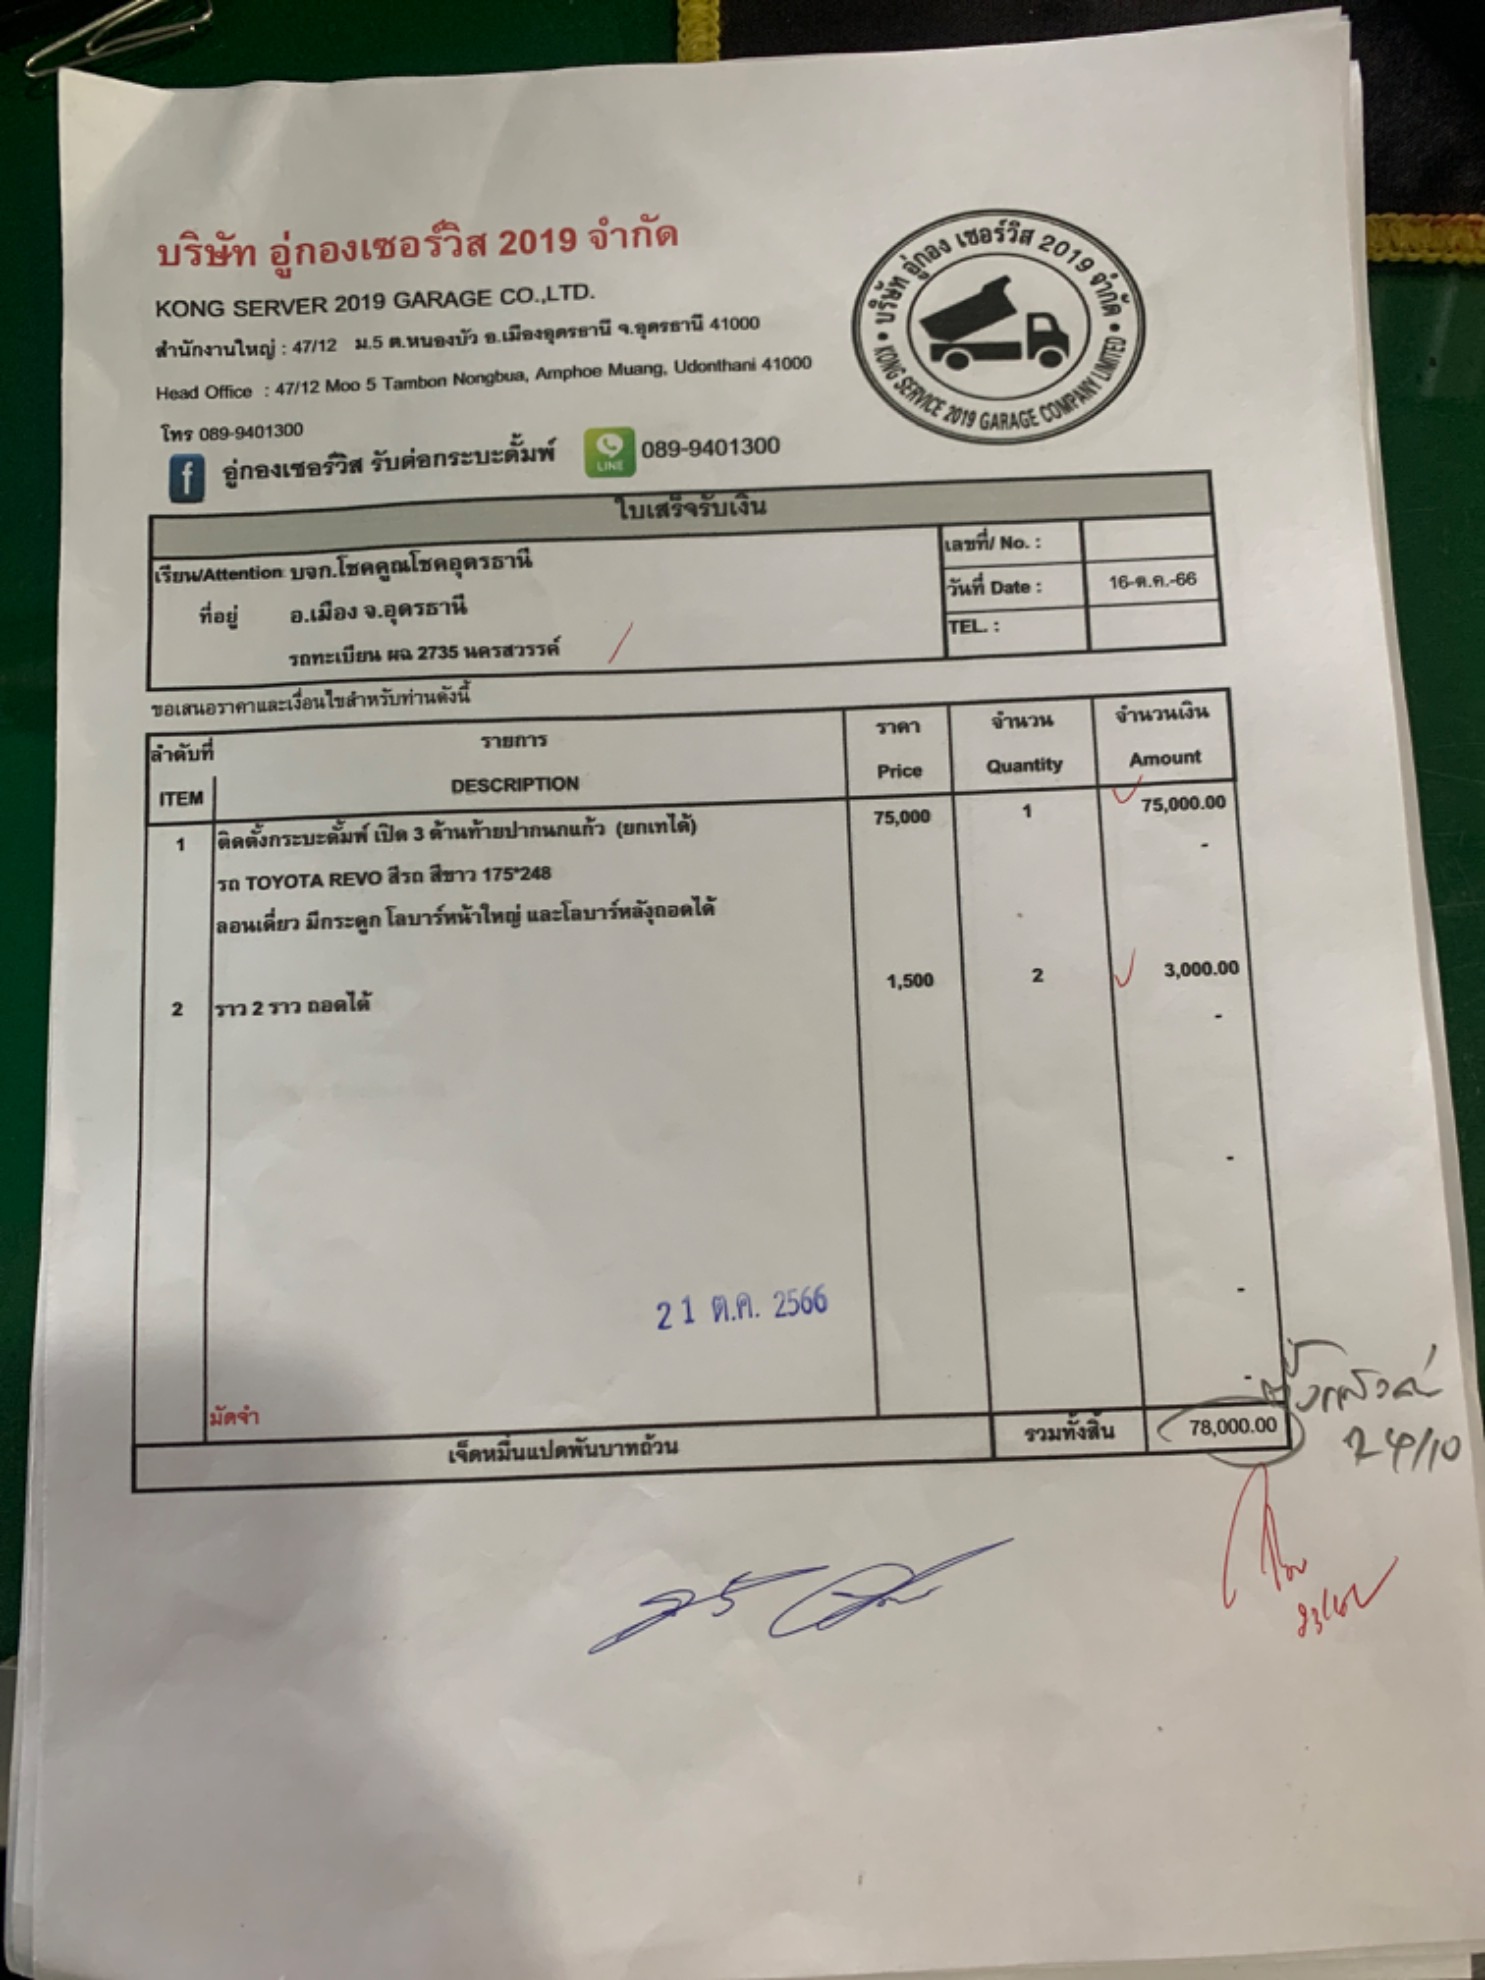 บริษัท อู่กองเซอร์วิส 2019 จำกัด
KONG SERVER 2019 GARAGE CO.,LTD.
สำนักงานใหญ่ : 47/12 ม.5 ต.หนองบัว อ.เมืองอุดรธานี จ.อุดรธานี 41000
Head Office : 47/12 Moo 5 Tambon Nongbua, Amphoe Muang, Udonthani 41000
โทร 089-9401300
f อู่กองเซอร์วิส รับต่อกระบะดั้มพ์ LINE 089-9401300
• บริษัท อู่กอง เซอร์วิส 2019 จำกัด •
KONG SERVICE 2019 GARAGE COMPANY LIMITED
ใบเสร็จรับเงิน
เรียน/Attention บจก.โชคคูณโชคอุดรธานี เลขที่/ No. :
ที่อยู่ อ.เมือง จ.อุดรธานี วันที่ Date : 16-ต.ค.-66
รถทะเบียน ผฉ 2735 นครสวรรค์ TEL. :
ขอเสนอราคาและเงื่อนไขสำหรับท่านดังนี้
ลำดับที่ รายการ ราคา จำนวน จำนวนเงิน
ITEM DESCRIPTION Price Quantity Amount
1 ติดตั้งกระบะดั้มพ์ เปิด 3 ด้านท้ายปากนกแก้ว (ยกเทได้) 75,000 1 75,000.00
รถ TOYOTA REVO สีรถ สีขาว 175*248 -
ลอนเดี่ยว มีกระดูก โลบาร์หน้าใหญ่ และโลบาร์หลังถอดได้
2 ราว 2 ราว ถอดได้ 1,500 2 3,000.00
-
-
-
21 ต.ค. 2566
-
มัดจำ
เจ็ดหมื่นแปดพันบาทถ้วน รวมทั้งสิ้น 78,000.00
24/10